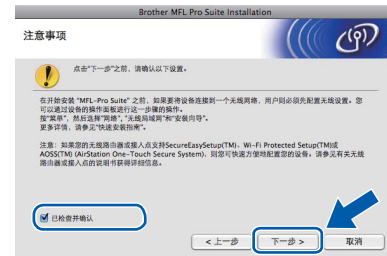 Brother MFL Pro Suite Installation
注意事项
点击“下一步”之前，请确认以下设置。
在开始安装 "MFL-Pro Suite" 之前，如果要将设备连接到一个无线网络，用户则必须先配置无线设置。您
可以通过设备的操作面板进行这一步骤的操作。
按"菜单"，然后选择"网络"，"无线局域网"和"安装向导"。
更多详情，请参见"快速安装指南"。
注意：如果您的无线路由器或接入点支持SecureEasySetup(TM)、Wi-Fi Protected Setup(TM)或
AOSS(TM) (AirStation One-Touch Secure System)，则您可快速方便地配置您的设备。请参见有关无线
路由器或接入点的说明书获得详细信息。
已检查并确认
< 上一步
下一步 >
取消